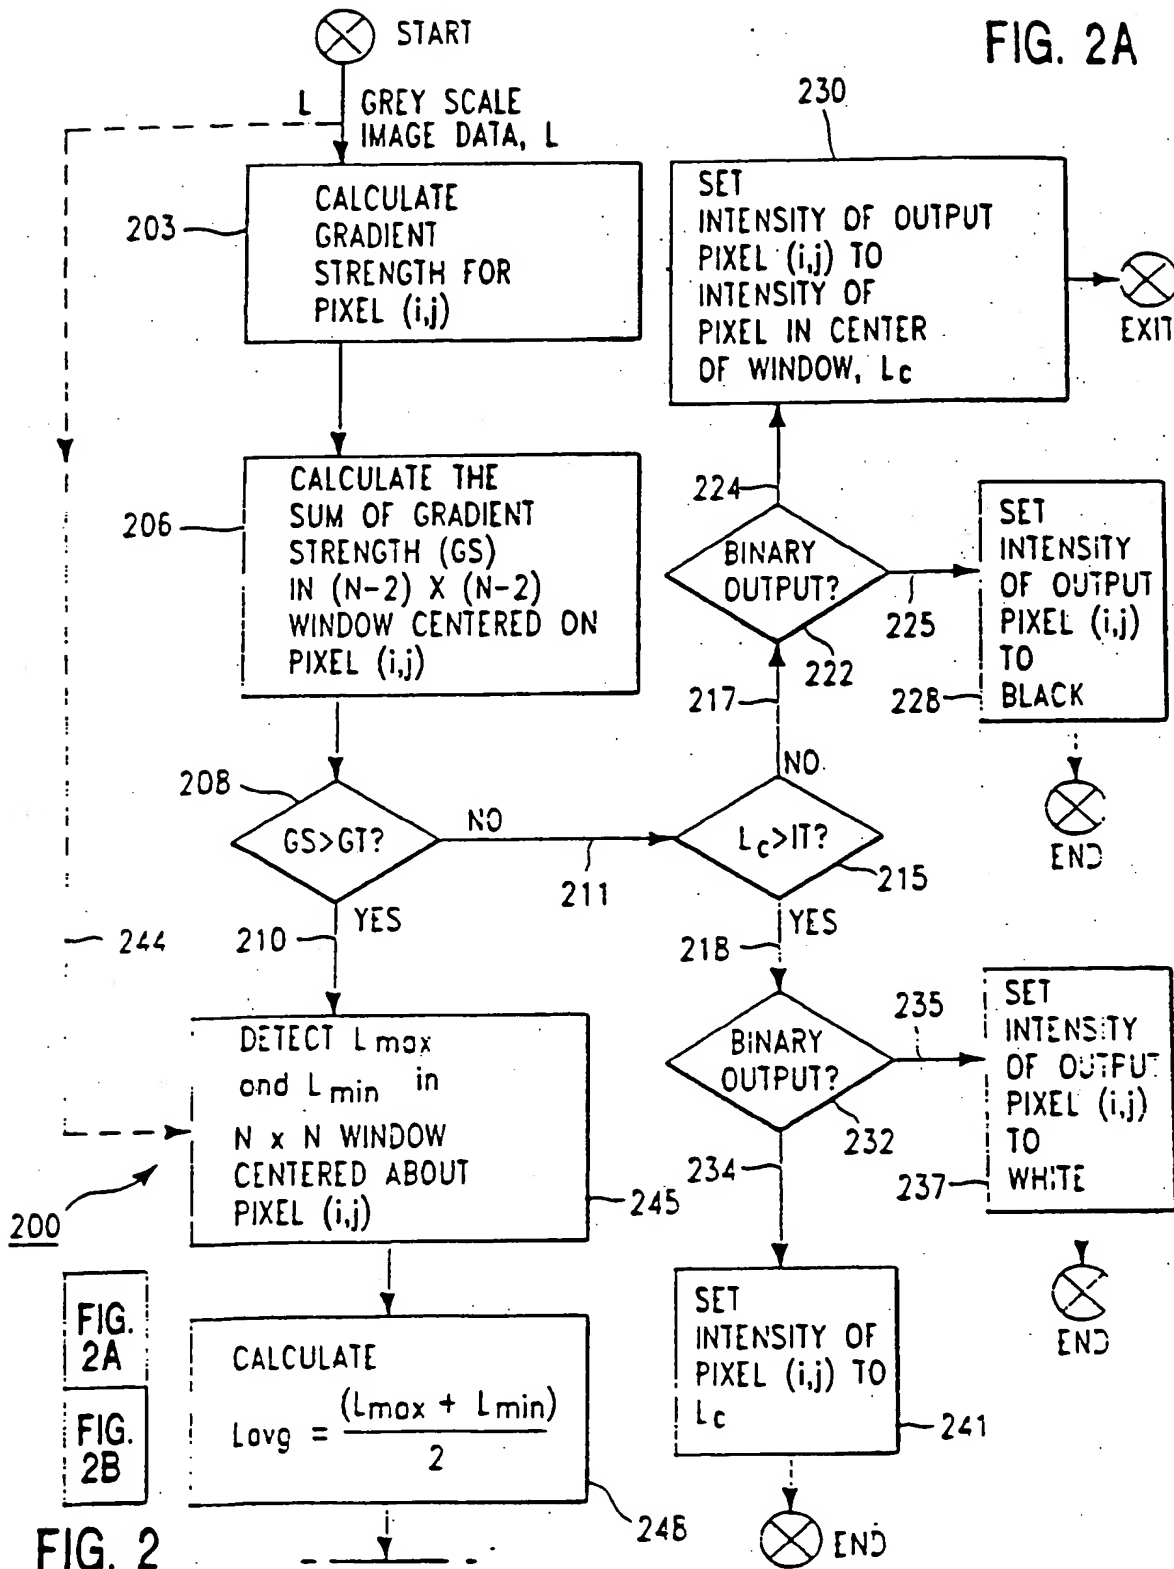 FIG. 2A
START
L
GREY SCALE
IMAGE DATA, L
203
CALCULATE
GRADIENT
STRENGTH FOR
PIXEL (i,j)
206
CALCULATE THE
SUM OF GRADIENT
STRENGTH (GS)
IN (N-2) X (N-2)
WINDOW CENTERED ON
PIXEL (i,j)
208
GS>GT?
NO
211
YES
210
244
DETECT Lmax
and Lmin in
N x N WINDOW
CENTERED ABOUT
PIXEL (i,j)
245
200
CALCULATE
Lavg = (Lmax + Lmin)
2
248
FIG.
2A
FIG.
2B
FIG. 2
230
SET
INTENSITY OF OUTPUT
PIXEL (i,j) TO
INTENSITY OF
PIXEL IN CENTER
OF WINDOW, Lc
EXIT
224
BINARY
OUTPUT?
222
225
SET
INTENSITY
OF OUTPUT
PIXEL (i,j)
TO
BLACK
228
END
217
NO
Lc>IT?
215
YES
218
BINARY
OUTPUT?
232
235
SET
INTENSITY
OF OUTPUT
PIXEL (i,j)
TO
WHITE
237
END
234
SET
INTENSITY OF
PIXEL (i,j) TO
Lc
241
END